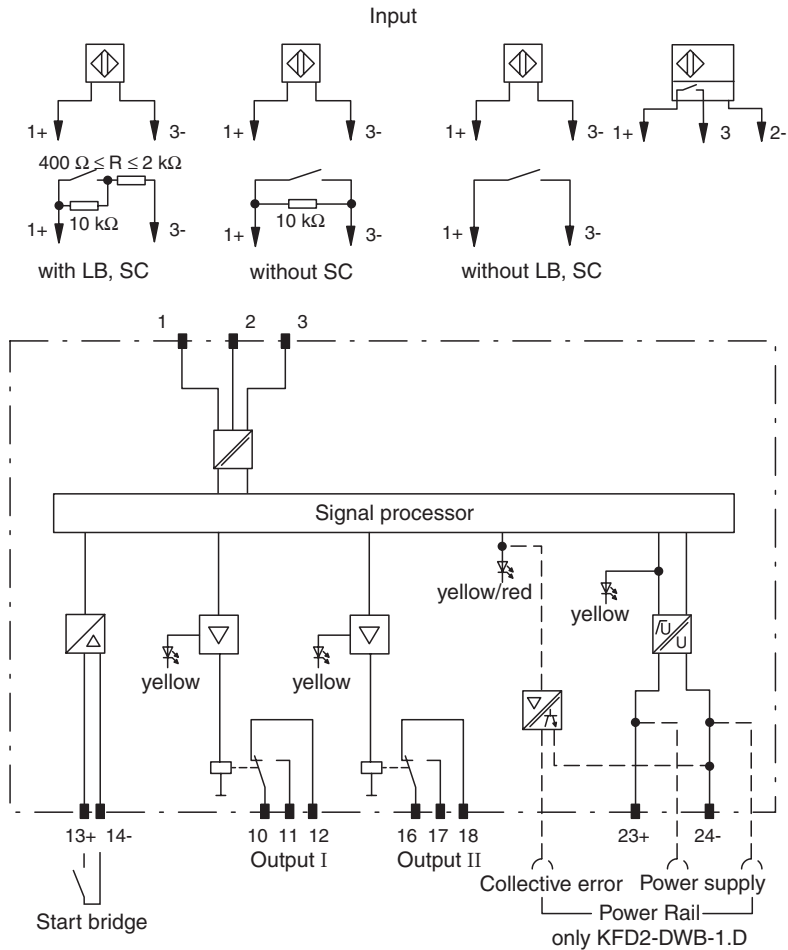 Input
1+ 3- 1+ 3- 1+ 3- 1+ 3 2-
400 Ω ≤ R ≤ 2 kΩ
10 kΩ 10 kΩ
1+ 3- 1+ 3- 1+ 3-
with LB, SC without SC without LB, SC
1 2 3
Signal processor
yellow/red yellow
yellow yellow
U U
13+ 14- 10 11 12 16 17 18 23+ 24-
Output I Output II
Collective error Power supply
Start bridge Power Rail
only KFD2-DWB-1.D